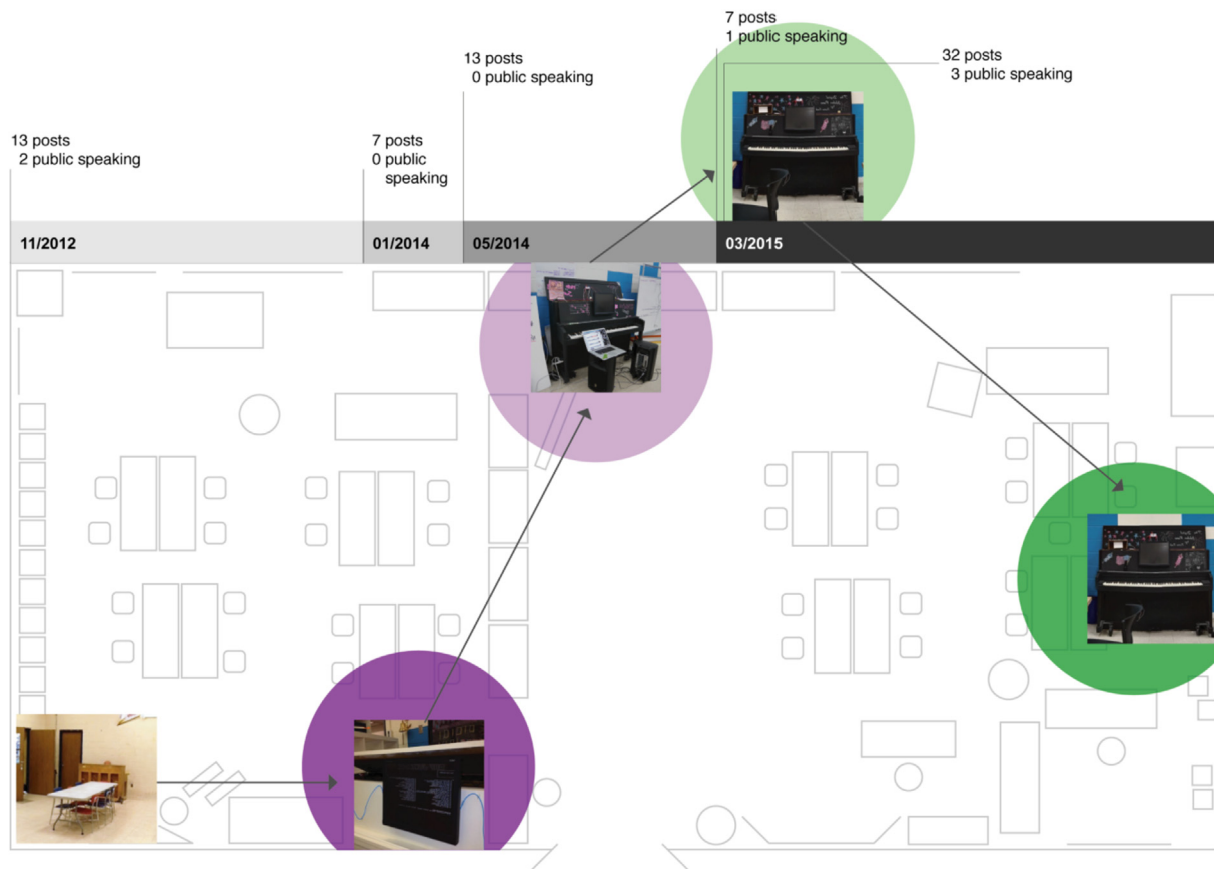 7 posts
1 public speaking
13 posts
0 public speaking
32 posts
3 public speaking
13 posts
2 public speaking
7 posts
0 public
speaking
11/2012
01/2014
05/2014
03/2015